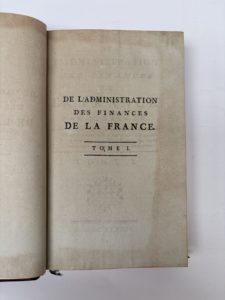 DE L'ADMINISTRATION
DES FINANCES
DE LA FRANCE.
TOME I.